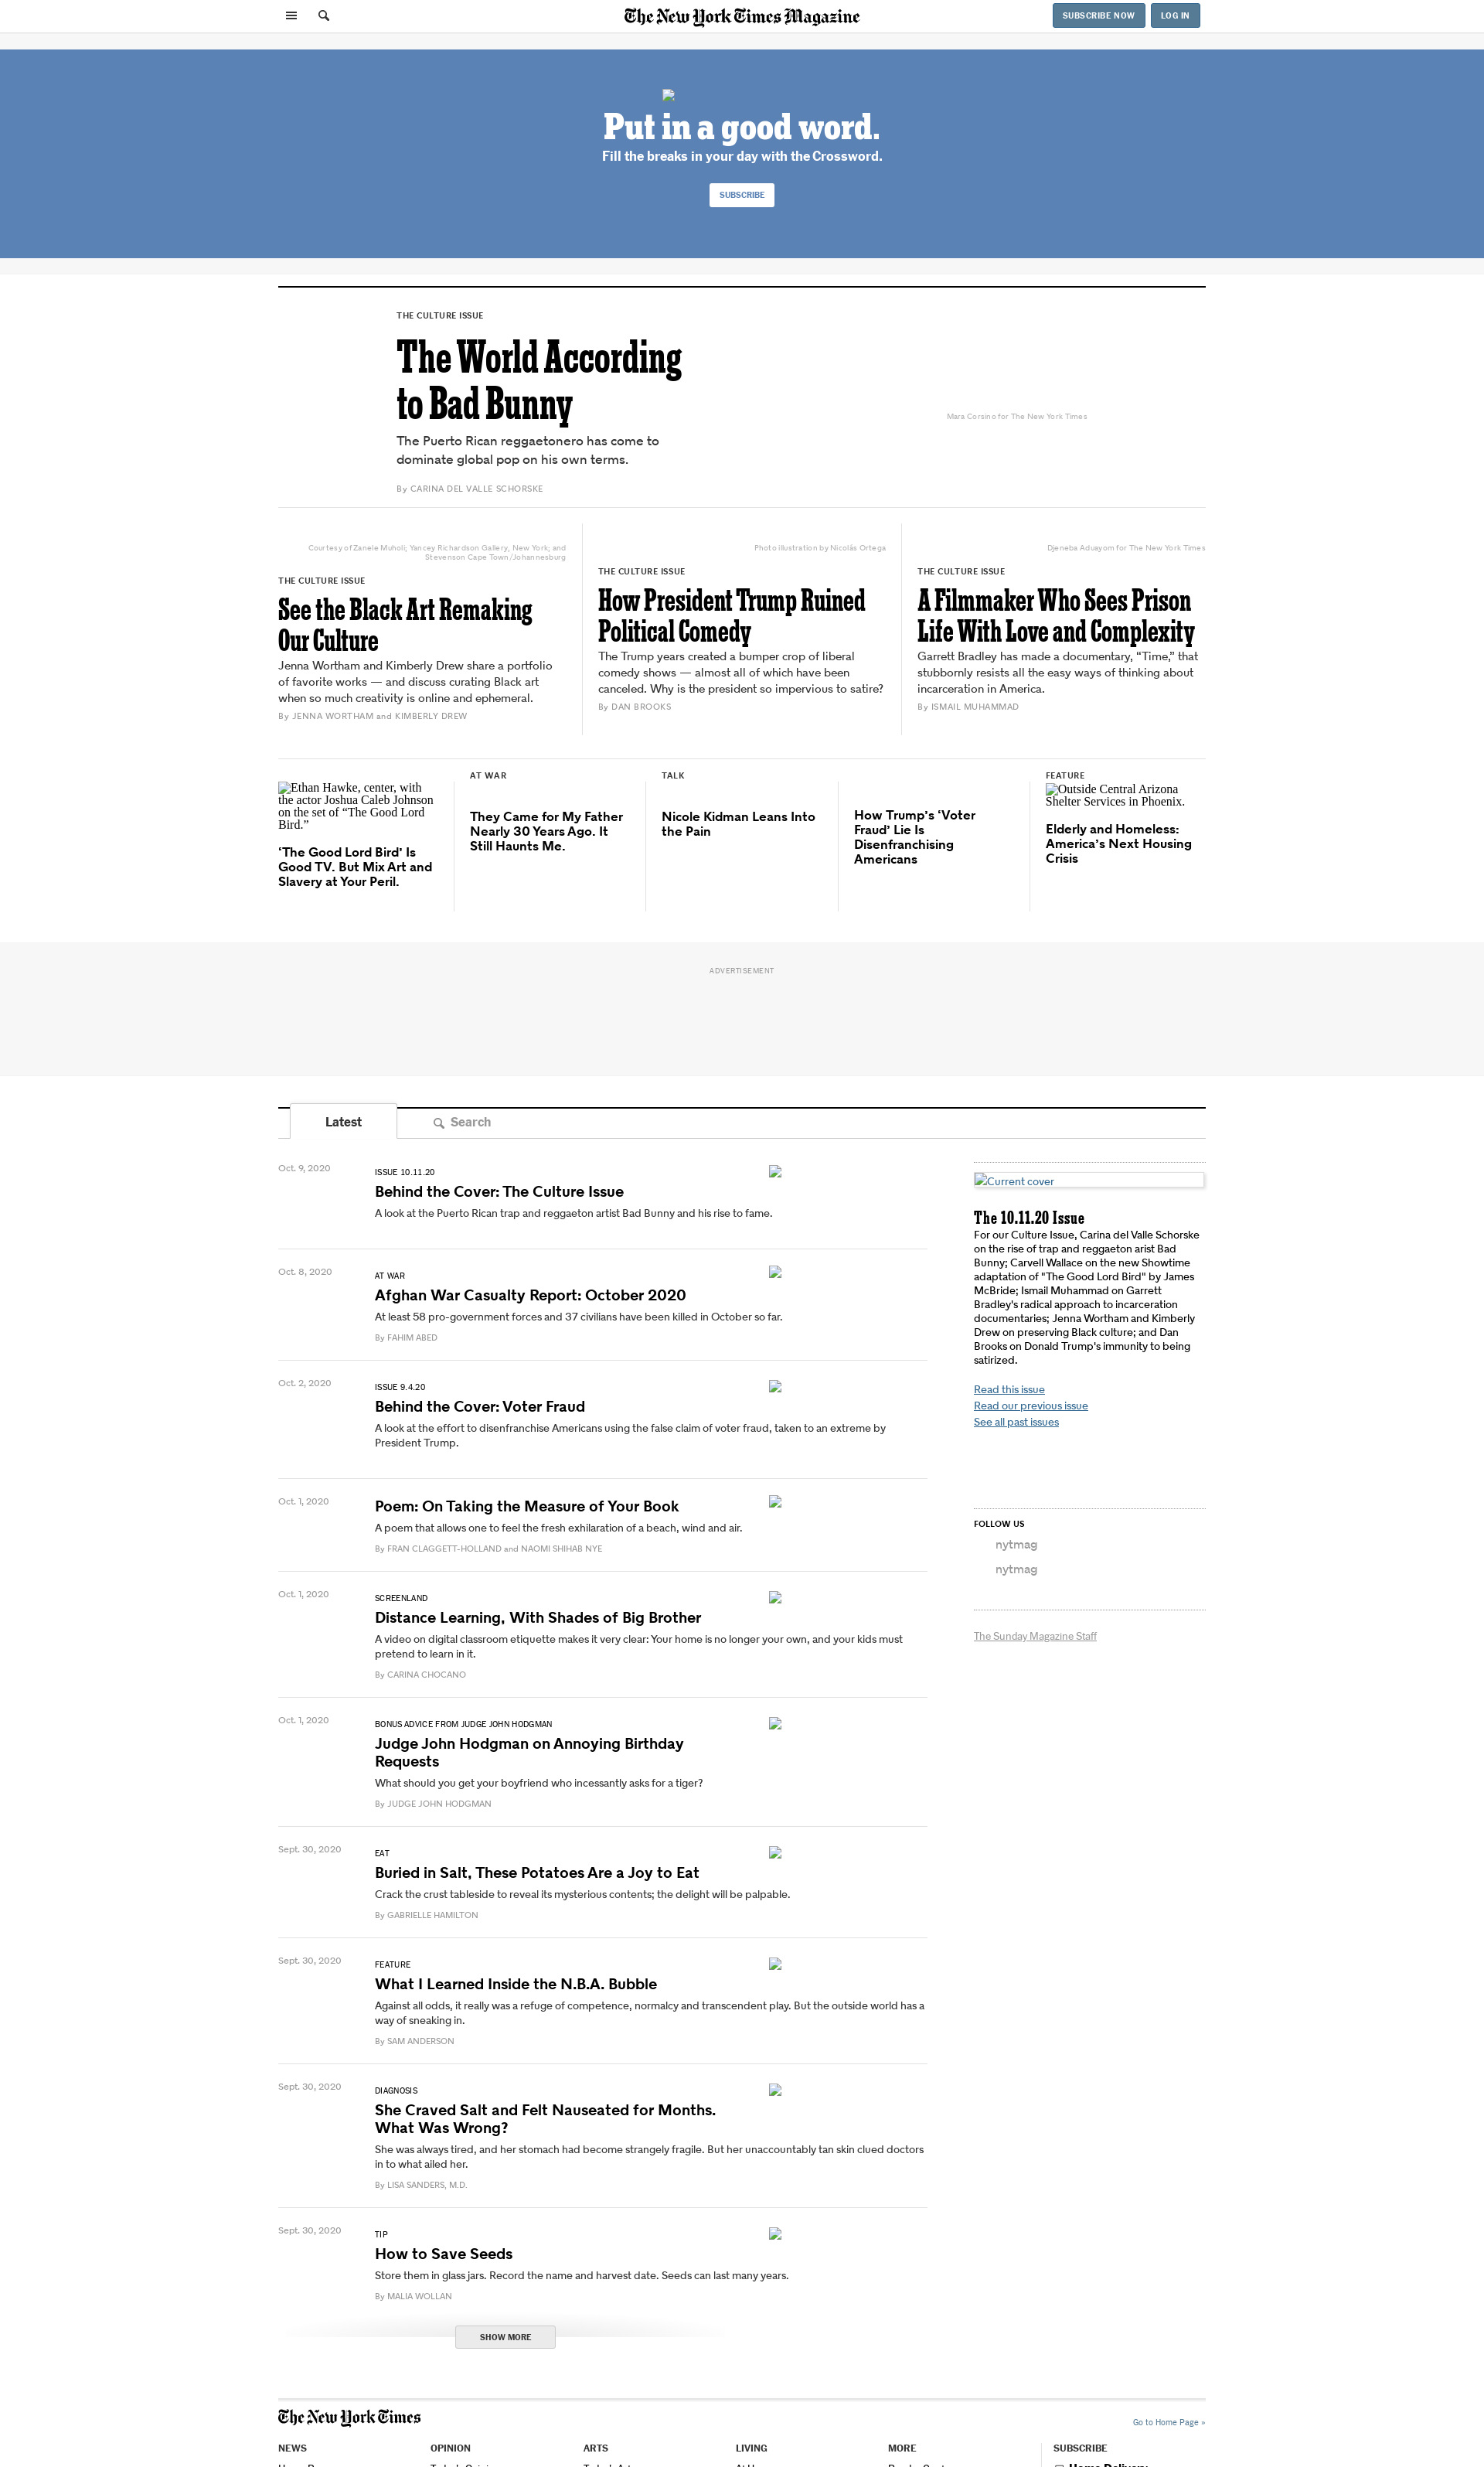 The New York Times Magazine
SUBSCRIBE NOW
LOG IN
Put in a good word.
Fill the breaks in your day with the Crossword.
SUBSCRIBE
THE CULTURE ISSUE
The World According
to Bad Bunny
The Puerto Rican reggaetonero has come to
dominate global pop on his own terms.
By CARINA DEL VALLE SCHORSKE
Mara Corsino for The New York Times
Courtesy of Zanele Muholi; Yancey Richardson Gallery, New York; and
Stevenson Cape Town/Johannesburg
THE CULTURE ISSUE
See the Black Art Remaking
Our Culture
Jenna Wortham and Kimberly Drew share a portfolio
of favorite works — and discuss curating Black art
when so much creativity is online and ephemeral.
By JENNA WORTHAM and KIMBERLY DREW
Photo illustration by Nicolás Ortega
THE CULTURE ISSUE
How President Trump Ruined
Political Comedy
The Trump years created a bumper crop of liberal
comedy shows — almost all of which have been
canceled. Why is the president so impervious to satire?
By DAN BROOKS
Djeneba Aduayom for The New York Times
THE CULTURE ISSUE
A Filmmaker Who Sees Prison
Life With Love and Complexity
Garrett Bradley has made a documentary, “Time,” that
stubbornly resists all the easy ways of thinking about
incarceration in America.
By ISMAIL MUHAMMAD
Ethan Hawke, center, with
the actor Joshua Caleb Johnson
on the set of “The Good Lord
Bird.”
‘The Good Lord Bird’ Is
Good TV. But Mix Art and
Slavery at Your Peril.
AT WAR
They Came for My Father
Nearly 30 Years Ago. It
Still Haunts Me.
TALK
Nicole Kidman Leans Into
the Pain
How Trump’s ‘Voter
Fraud’ Lie Is
Disenfranchising
Americans
FEATURE
Outside Central Arizona
Shelter Services in Phoenix.
Elderly and Homeless:
America’s Next Housing
Crisis
ADVERTISEMENT
Latest
Search
Oct. 9, 2020
ISSUE 10.11.20
Behind the Cover: The Culture Issue
A look at the Puerto Rican trap and reggaeton artist Bad Bunny and his rise to fame.
Oct. 8, 2020
AT WAR
Afghan War Casualty Report: October 2020
At least 58 pro-government forces and 37 civilians have been killed in October so far.
By FAHIM ABED
Oct. 2, 2020
ISSUE 9.4.20
Behind the Cover: Voter Fraud
A look at the effort to disenfranchise Americans using the false claim of voter fraud, taken to an extreme by
President Trump.
Oct. 1, 2020
Poem: On Taking the Measure of Your Book
A poem that allows one to feel the fresh exhilaration of a beach, wind and air.
By FRAN CLAGGETT-HOLLAND and NAOMI SHIHAB NYE
Oct. 1, 2020
SCREENLAND
Distance Learning, With Shades of Big Brother
A video on digital classroom etiquette makes it very clear: Your home is no longer your own, and your kids must
pretend to learn in it.
By CARINA CHOCANO
Oct. 1, 2020
BONUS ADVICE FROM JUDGE JOHN HODGMAN
Judge John Hodgman on Annoying Birthday
Requests
What should you get your boyfriend who incessantly asks for a tiger?
By JUDGE JOHN HODGMAN
Sept. 30, 2020
EAT
Buried in Salt, These Potatoes Are a Joy to Eat
Crack the crust tableside to reveal its mysterious contents; the delight will be palpable.
By GABRIELLE HAMILTON
Sept. 30, 2020
FEATURE
What I Learned Inside the N.B.A. Bubble
Against all odds, it really was a refuge of competence, normalcy and transcendent play. But the outside world has a
way of sneaking in.
By SAM ANDERSON
Sept. 30, 2020
DIAGNOSIS
She Craved Salt and Felt Nauseated for Months.
What Was Wrong?
She was always tired, and her stomach had become strangely fragile. But her unaccountably tan skin clued doctors
in to what ailed her.
By LISA SANDERS, M.D.
Sept. 30, 2020
TIP
How to Save Seeds
Store them in glass jars. Record the name and harvest date. Seeds can last many years.
By MALIA WOLLAN
SHOW MORE
Current cover
The 10.11.20 Issue
For our Culture Issue, Carina del Valle Schorske
on the rise of trap and reggaeton arist Bad
Bunny; Carvell Wallace on the new Showtime
adaptation of "The Good Lord Bird" by James
McBride; Ismail Muhammad on Garrett
Bradley's radical approach to incarceration
documentaries; Jenna Wortham and Kimberly
Drew on preserving Black culture; and Dan
Brooks on Donald Trump's immunity to being
satirized.
Read this issue
Read our previous issue
See all past issues
FOLLOW US
nytmag
nytmag
The Sunday Magazine Staff
The New York Times
Go to Home Page »
NEWS
OPINION
ARTS
LIVING
MORE
SUBSCRIBE